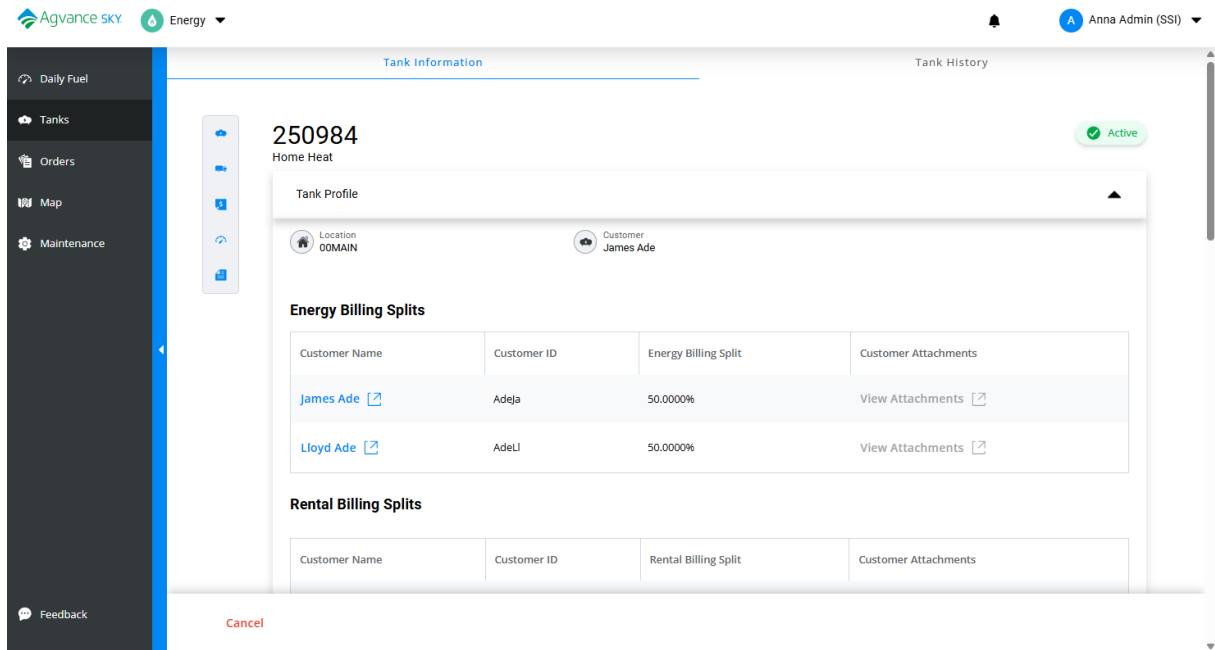 Agvance SKY
Energy
A
Anna Admin (SSI)
Daily Fuel
Tanks
Orders
Map
Maintenance
Feedback
Tank Information
Tank History
250984
Home Heat
Active
Tank Profile
Location
00MAIN
Customer
James Ade
Energy Billing Splits
Customer Name Customer ID Energy Billing Split Customer Attachments
James Ade AdeJa 50.0000% View Attachments
Lloyd Ade AdeLl 50.0000% View Attachments
Rental Billing Splits
Customer Name Customer ID Rental Billing Split Customer Attachments
Cancel